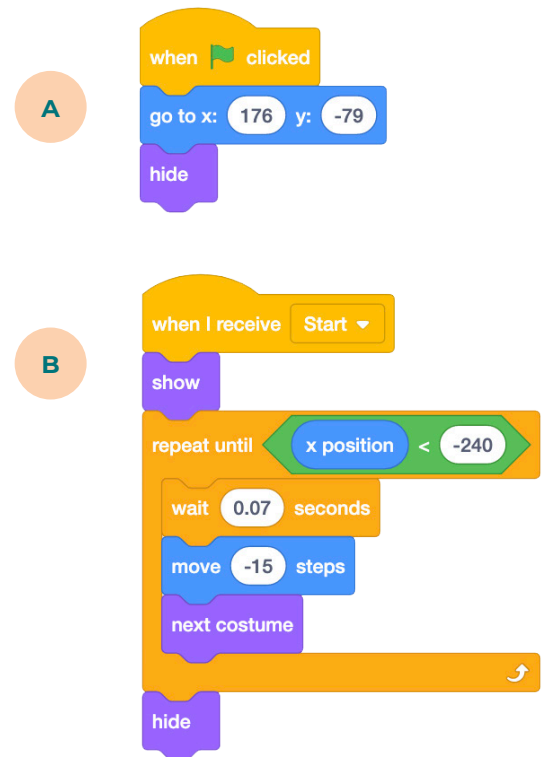 when clicked
A
go to x: 176 y: -79
hide
when I receive Start
B
show
repeat until x position < -240
wait 0.07 seconds
move -15 steps
next costume
hide